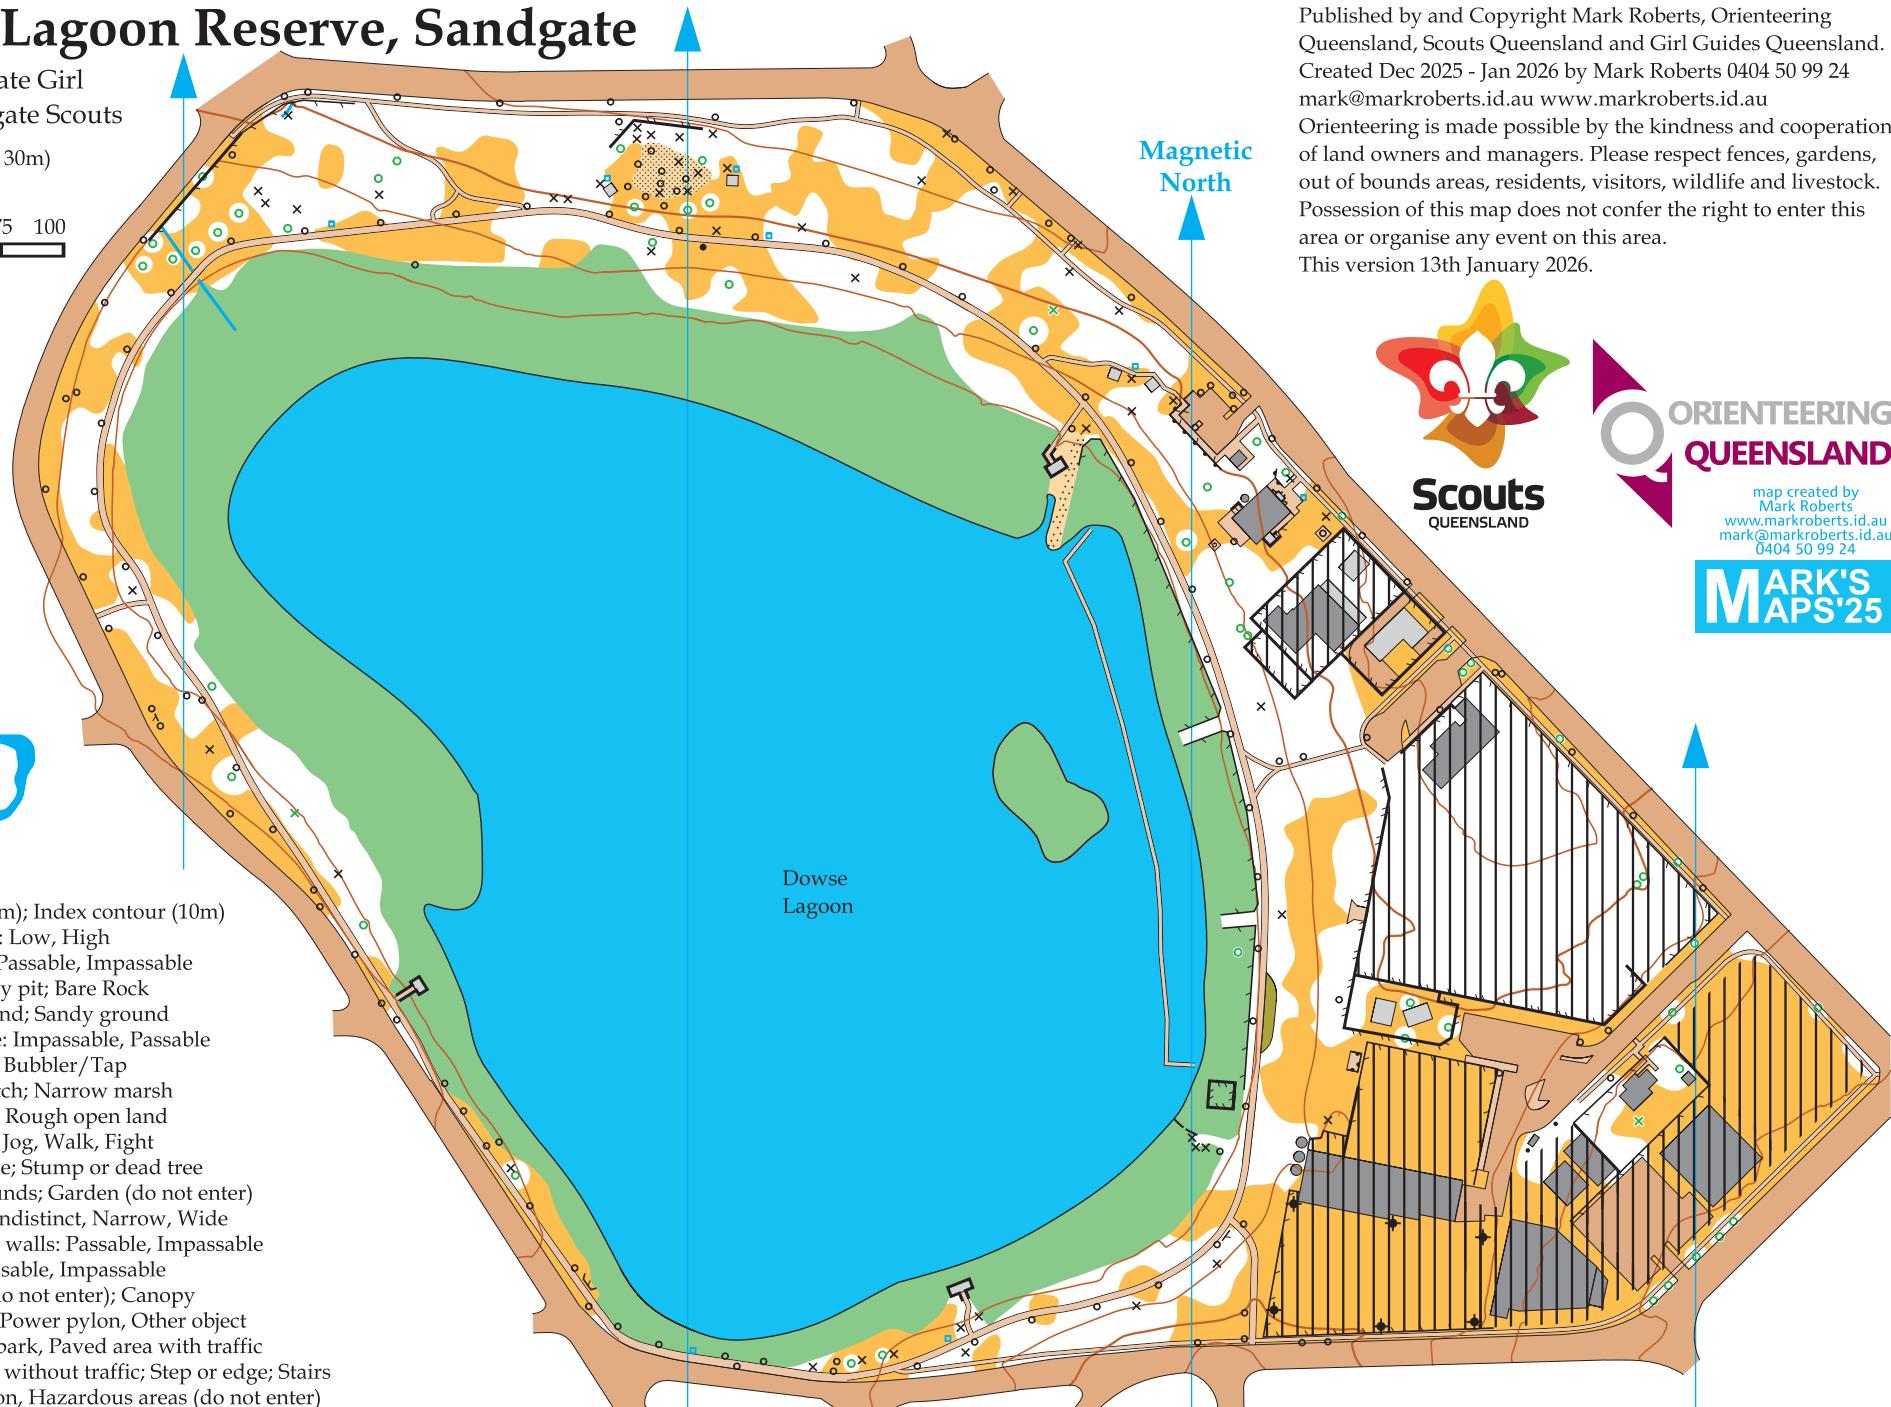 Lagoon Reserve, Sandgate
ate Girl
gate Scouts
30m)
75 100
Magnetic
North
Published by and Copyright Mark Roberts, Orienteering
Queensland, Scouts Queensland and Girl Guides Queensland.
Created Dec 2025 - Jan 2026 by Mark Roberts 0404 50 99 24
mark@markroberts.id.au www.markroberts.id.au
Orienteering is made possible by the kindness and cooperation
of land owners and managers. Please respect fences, gardens,
out of bounds areas, residents, visitors, wildlife and livestock.
Possession of this map does not confer the right to enter this
area or organise any event on this area.
This version 13th January 2026.
Scouts
QUEENSLAND
ORIENTEERING
QUEENSLAND
map created by
Mark Roberts
www.markroberts.id.au
mark@markroberts.id.au
0404 50 99 24
MARK'S
MAPS'25
Dowse
Lagoon
m); Index contour (10m)
: Low, High
Passable, Impassable
y pit; Bare Rock
nd; Sandy ground
e: Impassable, Passable
Bubbler/Tap
tch; Narrow marsh
Rough open land
Jog, Walk, Fight
e; Stump or dead tree
unds; Garden (do not enter)
ndistinct, Narrow, Wide
walls: Passable, Impassable
sable, Impassable
o not enter); Canopy
Power pylon, Other object
park, Paved area with traffic
without traffic; Step or edge; Stairs
on, Hazardous areas (do not enter)